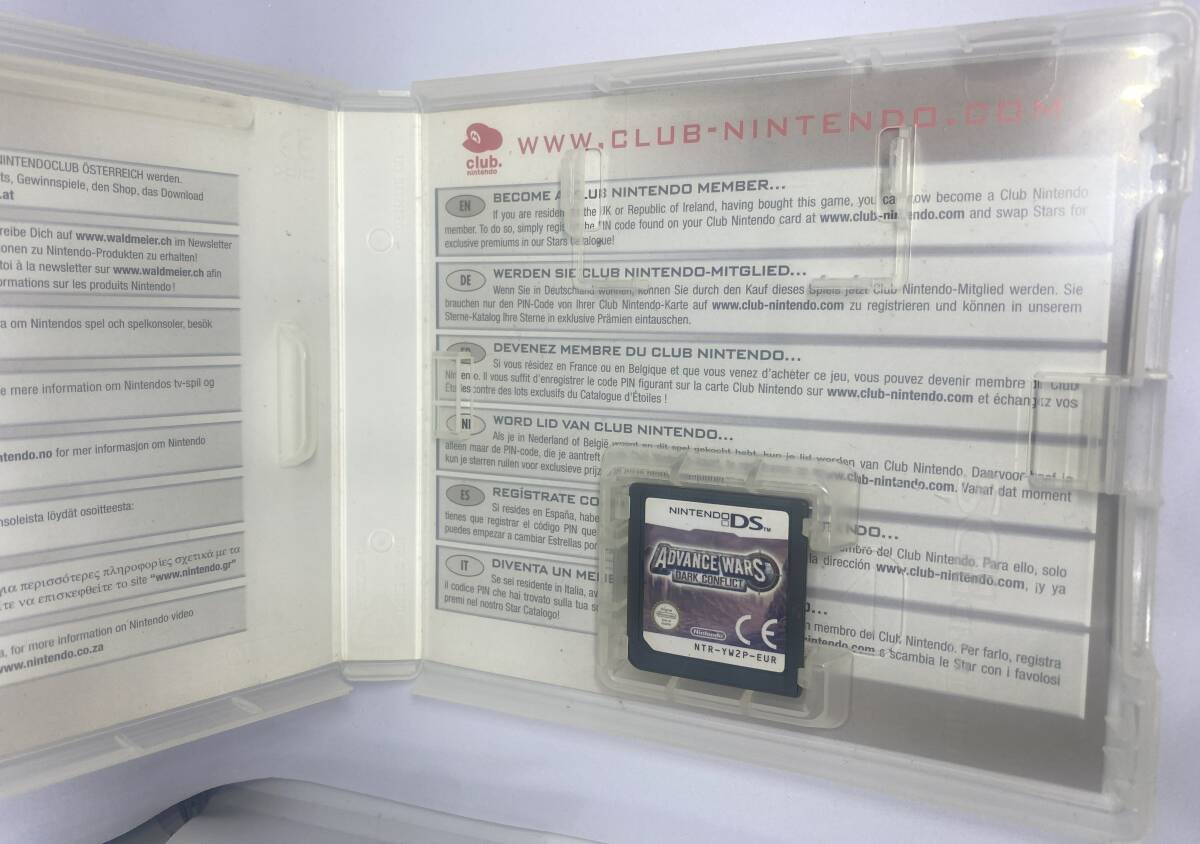 NINTENDOCLUB ÖSTERREICH werden.
Gewinnspiele, den Shop, das Download
Dich auf www.waldmeier.ch im Newsletter
zu Nintendo-Produkten zu erhalten!
toi à la newsletter sur www.waldmeier.ch afin
sur les produits Nintendo!
om Nintendos spel och spelkonsoler, besök
mere information om Nintendos tv-spil og
for mer informasjon om Nintendo
löydät osoitteesta:
περισσότερες πληροφορίες σχετικά με τα
να επισκεφθείτε το site “www.nintendo.gr”
for more information on Nintendo video
www.nintendo.co.za
club.
nintendo
WWW.CLUB-NINTENDO.COM
EN
BECOME A CLUB NINTENDO MEMBER...
If you are resident the UK or Republic of Ireland, having bought this game, you can now become a Club Nintendo
member. To do so, simply the PIN code found on your Club Nintendo card at www.club-nintendo.com and swap Stars for
exclusive premiums in our Stars Catalogue!
DE
WERDEN SIE CLUB NINTENDO-MITGLIED...
Wenn Sie in Deutschland wohnen, können Sie durch den Kauf dieses Spiels jetzt Club Nintendo-Mitglied werden. Sie
brauchen nur den PIN-Code von Ihrer Club Nintendo-Karte auf www.club-nintendo.com zu registrieren und können in unserem
Sterne-Katalog Ihre Sterne in exklusive Prämien eintauschen.
FR
DEVENEZ MEMBRE DU CLUB NINTENDO...
Si vous résidez en France ou en Belgique et que vous venez d'acheter ce jeu, vous pouvez devenir membre du Club
Nintendo. Il vous suffit d'enregistrer le code PIN figurant sur la carte Club Nintendo sur www.club-nintendo.com et échangez vos
Étoiles contre des lots exclusifs du Catalogue d'Étoiles !
Nl
WORD LID VAN CLUB NINTENDO...
Als je in Nederland of België woont en dit spel gekocht hebt, kun je lid worden van Club Nintendo. Daarvoor hoef je
alleen maar de PIN-code, die je aantreft www.club-nintendo.com. Vanaf dat moment
kun je sterren ruilen voor exclusieve
ES
REGÍSTRATE
Si resides en España, miembro del Club Nintendo. Para ello, solo
tienes que registrar el código PIN que la dirección www.club-nintendo.com, ¡y ya
puedes empezar a cambiar Estrellas por
IT
DIVENTA UN
Se sei residente in Italia, membro del Club Nintendo. Per farlo, registra
il codice PIN che hai trovato sulla tua e scambia le Star con i favolosi
premi nel nostro Star Catalogo!
NINTENDO DS™
ADVANCE WARS
DARK CONFLICT
Nintendo
CE
NTR-YW2P-EUR